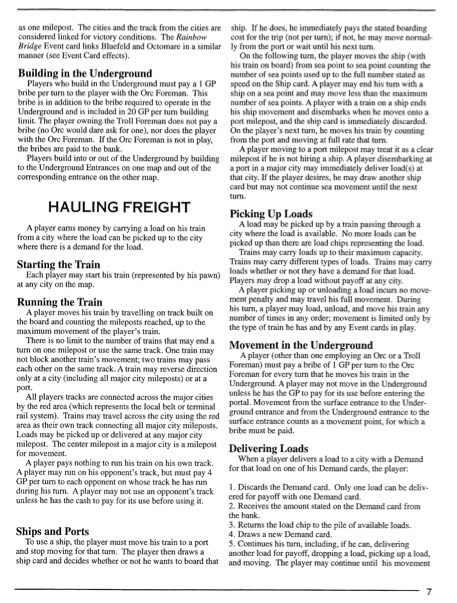 as one milepost. The cities and the track from the cities are
considered linked for victory conditions. The Rainbow
Bridge Event card links Bluefeld and Octomare in a similar
manner (see Event Card effects).
Building in the Underground
Players who build in the Underground must pay a 1 GP
bribe per turn to the player with the Orc Foreman. This
bribe is in addition to the bribe required to operate in the
Underground and is included in 20 GP per turn building
limit. The player owning the Troll Foreman does not pay a
bribe (no Orc would dare ask for one), nor does the player
with the Orc Foreman. If the Orc Foreman is not in play,
the bribes are paid to the bank.
Players build into or out of the Underground by building
to the Underground Entrances on one map and out of the
corresponding entrance on the other map.
HAULING FREIGHT
A player earns money by carrying a load on his train
from a city where the load can be picked up to the city
where there is a demand for the load.
Starting the Train
Each player may start his train (represented by his pawn)
at any city on the map.
Running the Train
A player moves his train by travelling on track built on
the board and counting the mileposts reached, up to the
maximum movement of the player's train.
There is no limit to the number of trains that may end a
turn on one milepost or use the same track. One train may
not block another train's movement; two trains may pass
each other on the same track. A train may reverse direction
only at a city (including all major city mileposts) or at a
port.
All players tracks are connected across the major cities
by the red area (which represents the local belt or terminal
rail system). Trains may travel across the city using the red
area as their own track connecting all major city mileposts.
Loads may be picked up or delivered at any major city
milepost. The center milepost in a major city is a milepost
for movement.
A player pays nothing to run his train on his own track.
A player may run on his opponent's track, but must pay 4
GP per turn to each opponent on whose track he has run
during his turn. A player may not use an opponent's track
unless he has the cash to pay for its use before using it.
Ships and Ports
To use a ship, the player must move his train to a port
and stop moving for that turn. The player then draws a
ship card and decides whether or not he wants to board that
ship. If he does, he immediately pays the stated boarding
cost for the trip (not per turn); if not, he may move normal-
ly from the port or wait until his next turn.
On the following turn, the player moves the ship (with
his train on board) from sea point to sea point counting the
number of sea points used up to the full number stated as
speed on the Ship card. A player may end his turn with a
ship on a sea point and may move less than the maximum
number of sea points. A player with a train on a ship ends
his ship movement and disembarks when he moves onto a
port milepost, and the ship card is immediately discarded.
On the player's next turn, he moves his train by counting
from the port and moving at full rate that turn.
A player moving to a port milepost may treat it as a clear
milepost if he is not hiring a ship. A player disembarking at
a port in a major city may immediately deliver load(s) at
that city. If the player desires, he may draw another ship
card but may not continue sea movement until the next
turn.
Picking Up Loads
A load may be picked up by a train passing through a
city where the load is available. No more loads can be
picked up than there are load chips representing the load.
Trains may carry loads up to their maximum capacity.
Trains may carry different types of loads. Trains may carry
loads whether or not they have a demand for that load.
Players may drop a load without payoff at any city.
A player picking up or unloading a load incurs no move-
ment penalty and may travel his full movement. During
his turn, a player may load, unload, and move his train any
number of times in any order; movement is limited only by
the type of train he has and by any Event cards in play.
Movement in the Underground
A player (other than one employing an Orc or a Troll
Foreman) must pay a bribe of 1 GP per turn to the Orc
Foreman for every turn that he moves his train in the
Underground. A player may not move in the Underground
unless he has the GP to pay for its use before entering the
portal. Movement from the surface entrance to the Under-
ground entrance and from the Underground entrance to the
surface entrance counts as a movement point, for which a
bribe must be paid.
Delivering Loads
When a player delivers a load to a city with a Demand
for that load on one of his Demand cards, the player:
1. Discards the Demand card. Only one load can be deliv-
ered for payoff with one Demand card.
2. Receives the amount stated on the Demand card from
the bank.
3. Returns the load chip to the pile of available loads.
4. Draws a new Demand card.
5. Continues his turn, including, if he can, delivering
another load for payoff, dropping a load, picking up a load,
and moving. The player may continue until his movement
7